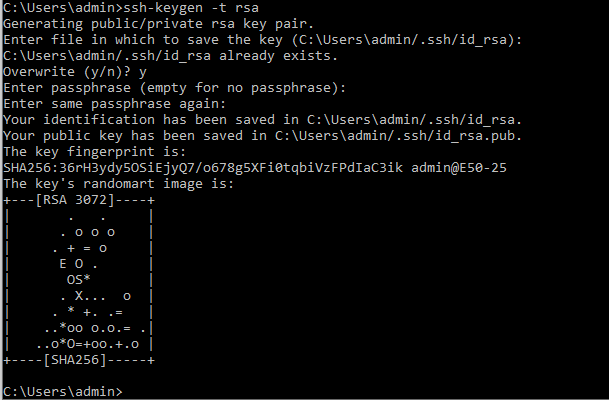 C:\Users\admin>ssh-keygen -t rsa
Generating public/private rsa key pair.
Enter file in which to save the key (C:\Users\admin/.ssh/id_rsa):
C:\Users\admin/.ssh/id_rsa already exists.
Overwrite (y/n)? y
Enter passphrase (empty for no passphrase):
Enter same passphrase again:
Your identification has been saved in C:\Users\admin/.ssh/id_rsa.
Your public key has been saved in C:\Users\admin/.ssh/id_rsa.pub.
The key fingerprint is:
SHA256:36rH3ydy5OSiEjyQ7/o678g5XFi0tqbiVzFPdIaC3ik admin@E50-25
The key's randomart image is:
+---[RSA 3072]----+
|       .   .     |
|      . o o o    |
|     . + = o     |
|      E O .      |
|       OS*       |
|      . X...  o  |
|     . * +. .=   |
|    ..*oo o.o.= .|
|   ..o*O=+oo.+.o |
+----[SHA256]-----+
C:\Users\admin>